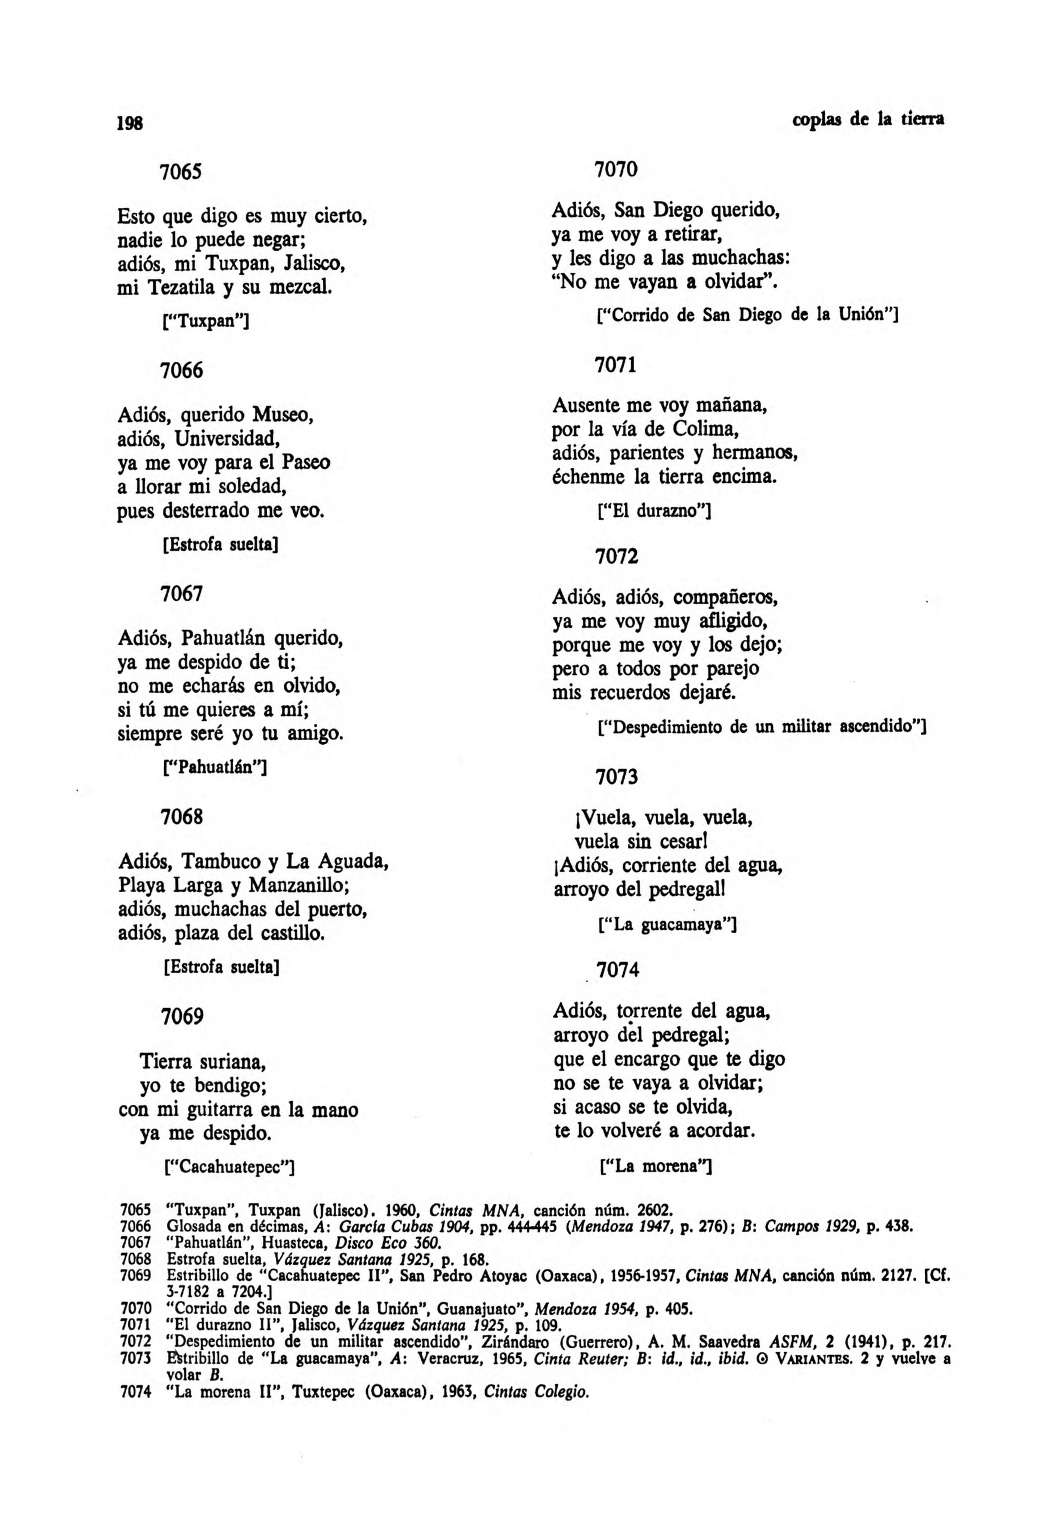 198
coplas de la tierra
7065
Esto que digo es muy cierto,
nadie lo puede negar;
adiós, mi Tuxpan, Jalisco,
mi Tezatila y su mezcal.
["Tuxpan"]
7066
Adiós, querido Museo,
adiós, Universidad,
ya me voy para el Paseo
a llorar mi soledad,
pues desterrado me veo.
[Estrofa suelta]
7067
Adiós, Pahuatlán querido,
ya me despido de ti;
no me echarás en olvido,
si tú me quieres a mí;
siempre seré yo tu amigo.
["Pahuatlán"]
7068
Adiós, Tambuco y La Aguada,
Playa Larga y Manzanillo;
adiós, muchachas del puerto,
adiós, plaza del castillo.
[Estrofa suelta]
7069
Tierra suriana,
yo te bendigo;
con mi guitarra en la mano
ya me despido.
["Cacahuatepec"]
7070
Adiós, San Diego querido,
ya me voy a retirar,
y les digo a las muchachas:
"No me vayan a olvidar".
["Corrido de San Diego de la Unión"]
7071
Ausente me voy mañana,
por la vía de Colima,
adiós, parientes y hermanos,
échenme la tierra encima.
["El durazno"]
7072
Adiós, adiós, compañeros,
ya me voy muy afligido,
porque me voy y los dejo;
pero a todos por parejo
mis recuerdos dejaré.
["Despedimiento de un militar ascendido"]
7073
¡Vuela, vuela, vuela,
vuela sin cesar!
¡Adiós, corriente del agua,
arroyo del pedregal!
["La guacamaya"]
7074
Adiós, torrente del agua,
arroyo del pedregal;
que el encargo que te digo
no se te vaya a olvidar;
si acaso se te olvida,
te lo volveré a acordar.
["La morena"]
7065 "Tuxpan", Tuxpan (Jalisco). 1960, Cintas MNA, canción núm. 2602.
7066 Glosada en décimas, A: García Cubas 1904, pp. 444-445 (Mendoza 1947, p. 276); B: Campos 1929, p. 438.
7067 "Pahuatlán", Huasteca, Disco Eco 360.
7068 Estrofa suelta, Vázquez Santana 1925, p. 168.
7069 Estribillo de "Cacahuatepec II", San Pedro Atoyac (Oaxaca), 1956-1957, Cintas MNA, canción núm. 2127. [Cf.
3-7182 a 7204.]
7070 "Corrido de San Diego de la Unión", Guanajuato", Mendoza 1954, p. 405.
7071 "El durazno II", Jalisco, Vázquez Santana 1925, p. 109.
7072 "Despedimiento de un militar ascendido", Zirándaro (Guerrero), A. M. Saavedra ASFM, 2 (1941), p. 217.
7073 Estribillo de "La guacamaya", A: Veracruz, 1965, Cinta Reuter; B: id., id., ibid. ⊙ VARIANTES. 2 y vuelve a
volar B.
7074 "La morena II", Tuxtepec (Oaxaca), 1963, Cintas Colegio.